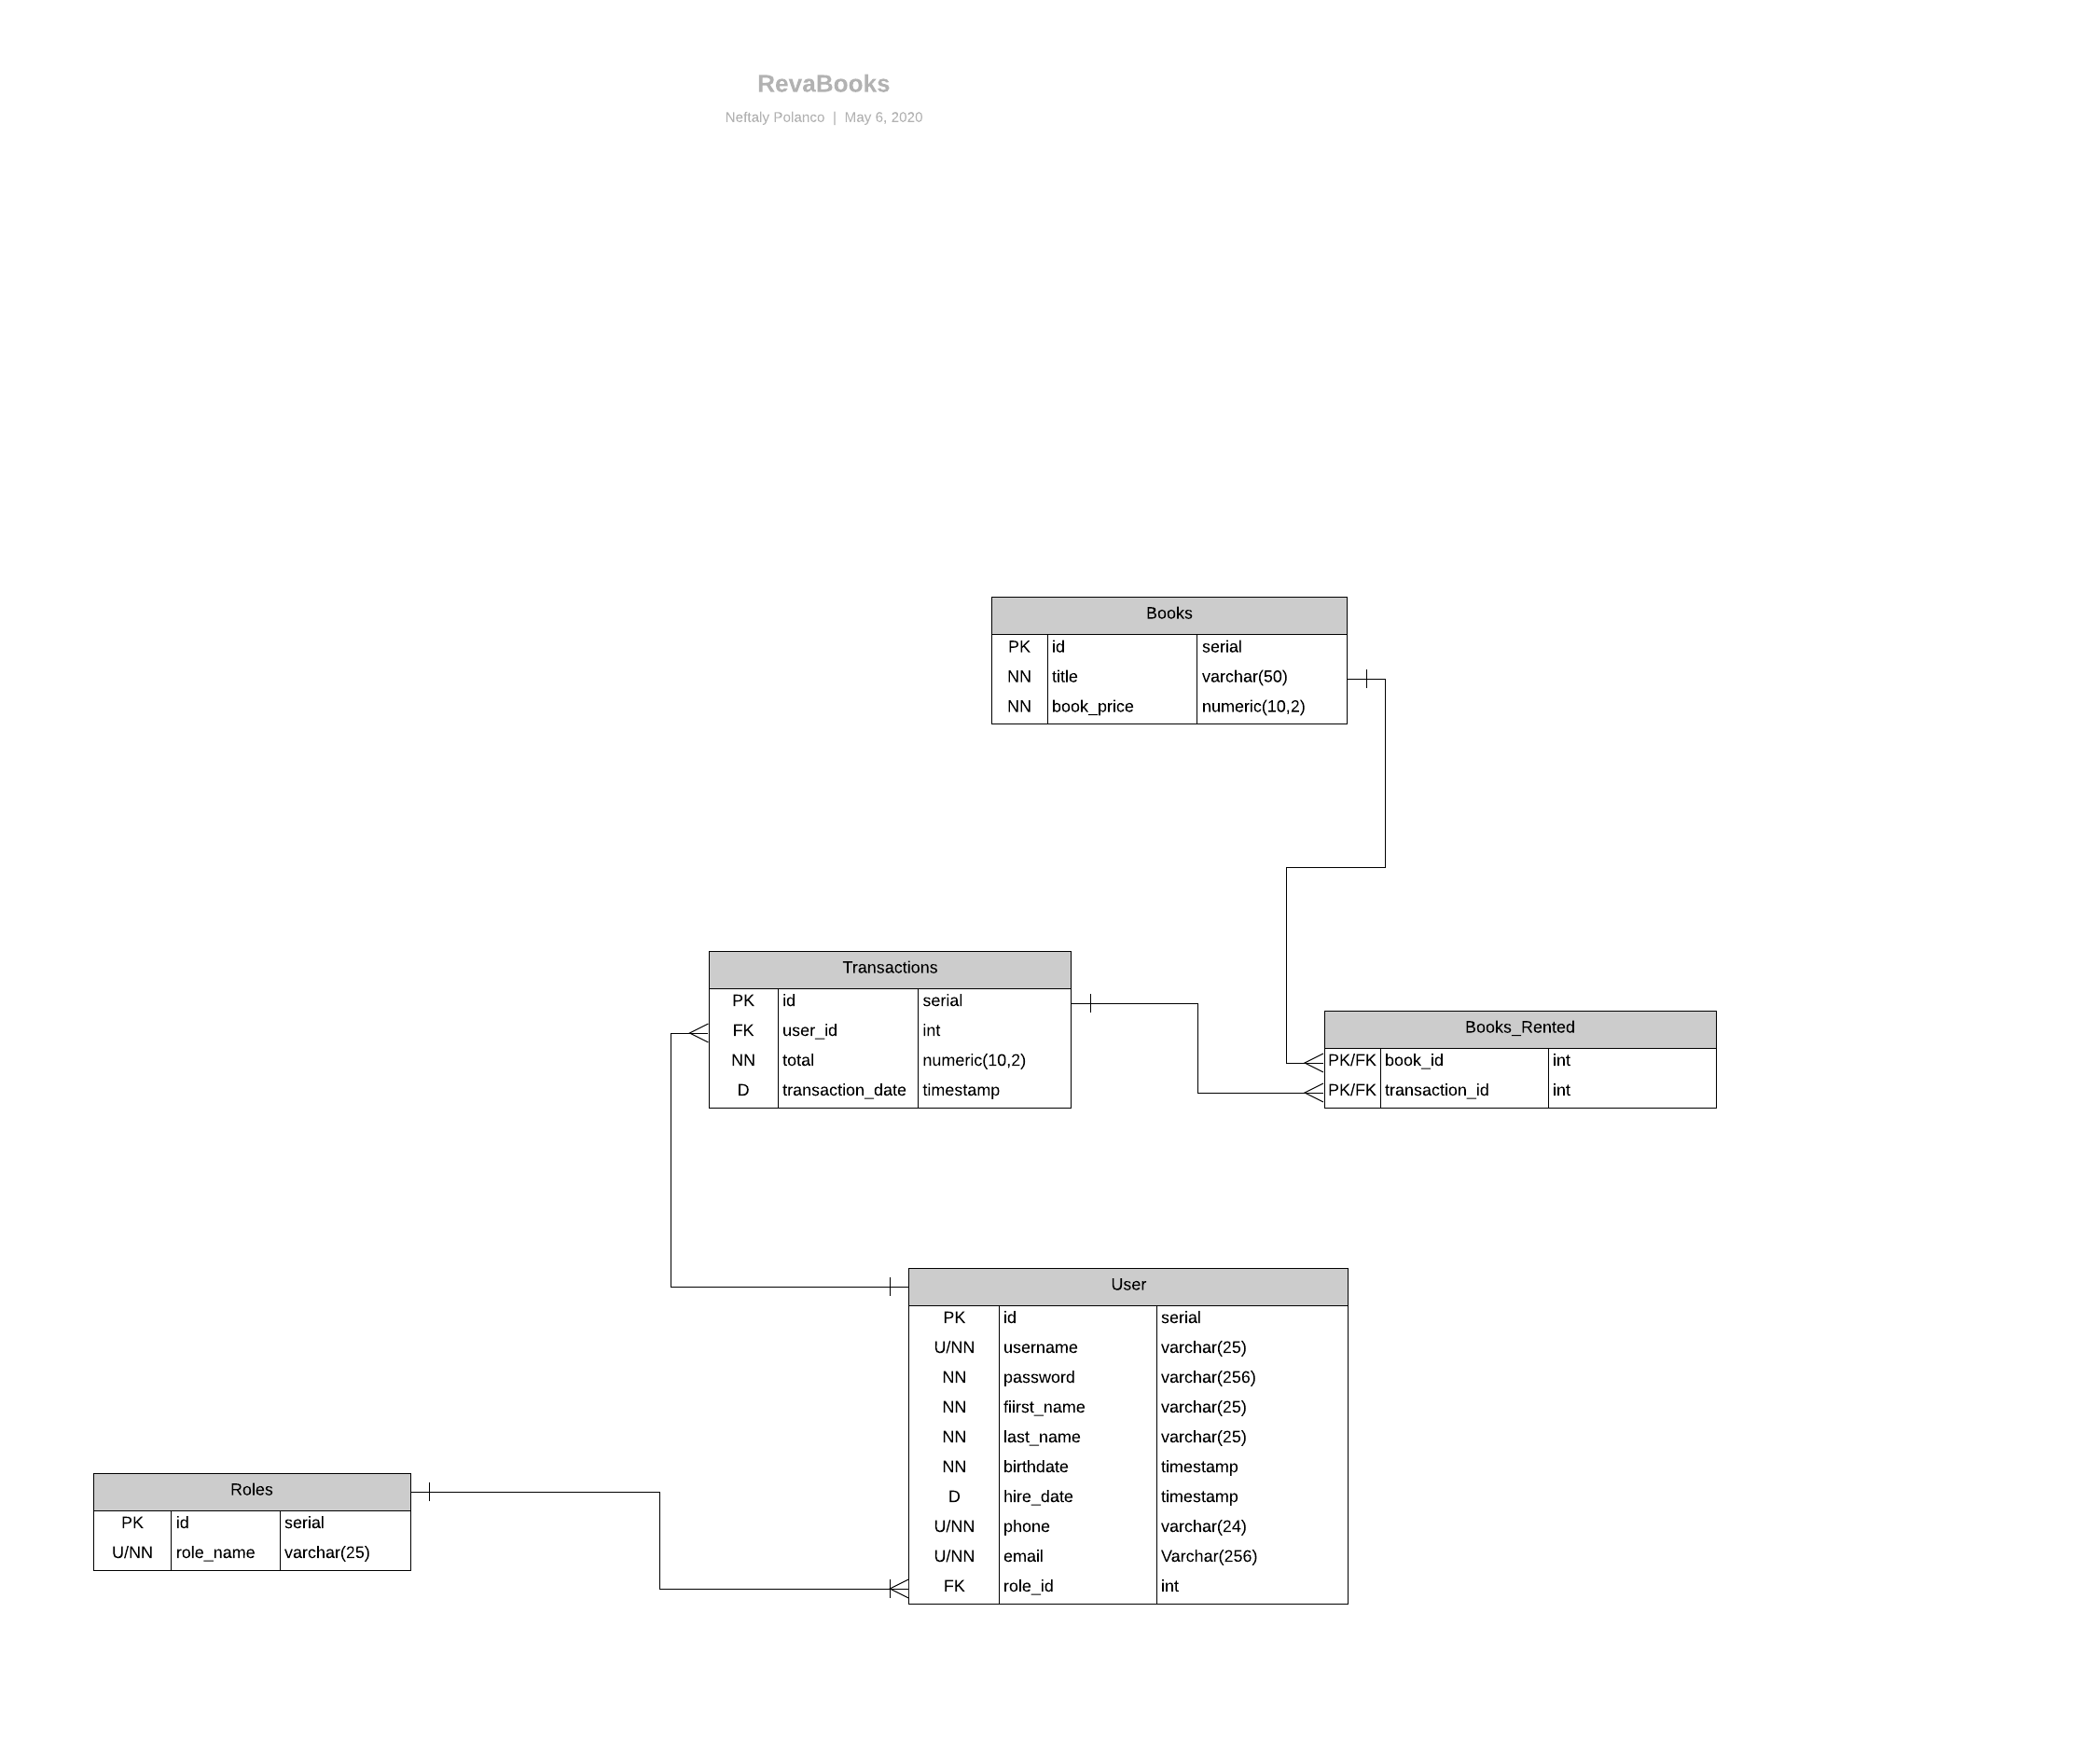 RevaBooks
Neftaly Polanco | May 6, 2020
Books
PK id serial
NN title varchar(50)
NN book_price numeric(10,2)
Transactions
PK id serial
FK user_id int
NN total numeric(10,2)
D transaction_date timestamp
Books_Rented
PK/FK book_id int
PK/FK transaction_id int
User
PK id serial
U/NN username varchar(25)
NN password varchar(256)
NN fiirst_name varchar(25)
NN last_name varchar(25)
NN birthdate timestamp
D hire_date timestamp
U/NN phone varchar(24)
U/NN email Varchar(256)
FK role_id int
Roles
PK id serial
U/NN role_name varchar(25)